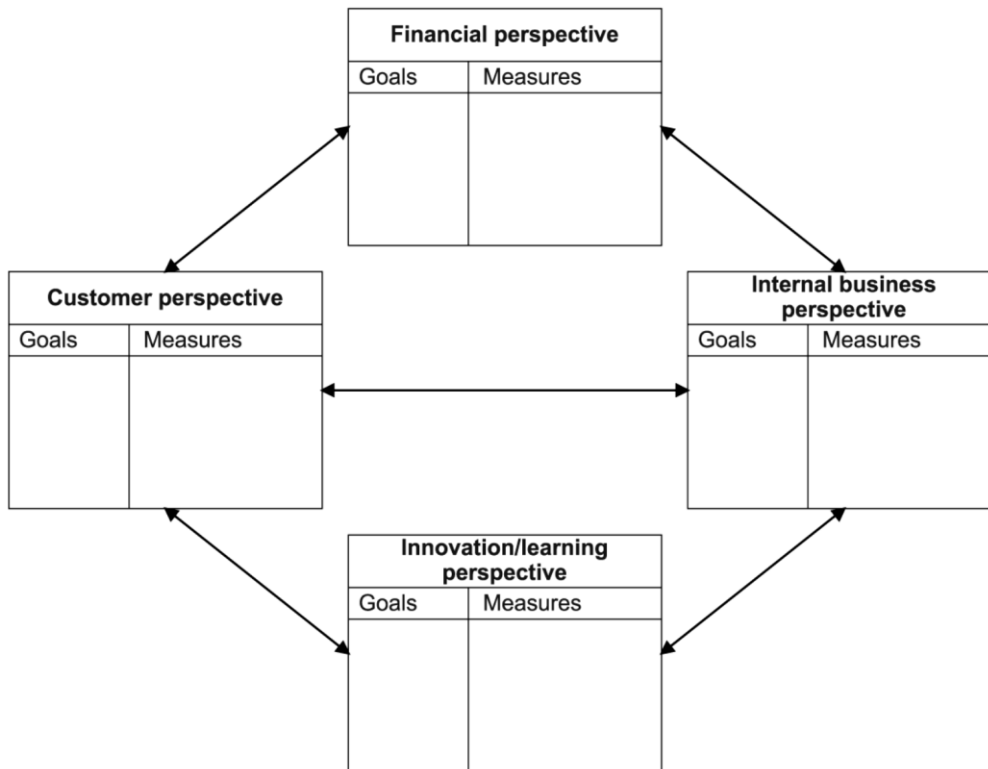 Financial perspective
Goals Measures
Customer perspective
Goals Measures
Internal business
perspective
Goals Measures
Innovation/learning
perspective
Goals Measures